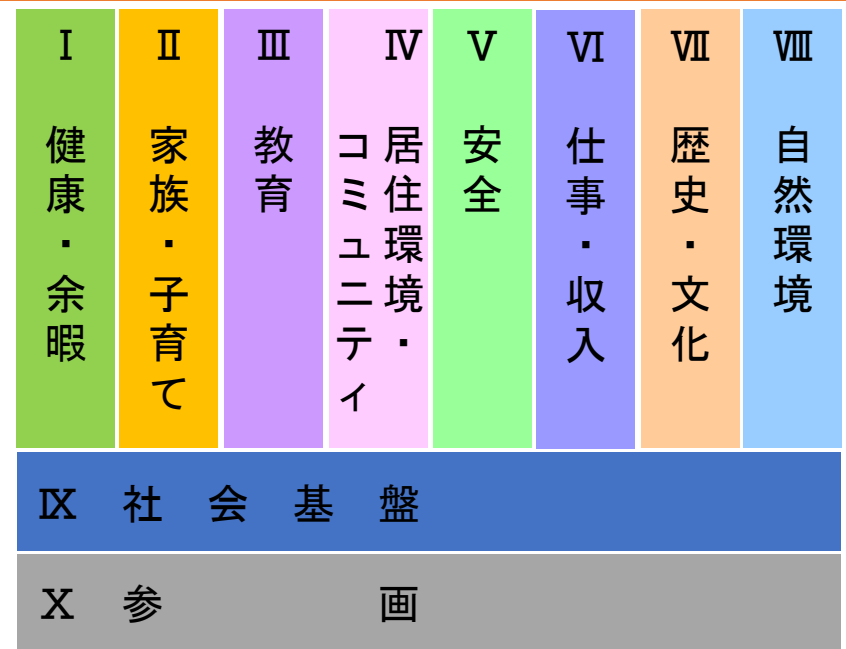 Ⅰ
健康・余暇
Ⅱ
家族・子育て
Ⅲ
教育
Ⅳ
居住環境・
コミュニティ
Ⅴ
安全
Ⅵ
仕事・収入
Ⅶ
歴史・文化
Ⅷ
自然環境
Ⅸ 社会基盤
Ⅹ 参画